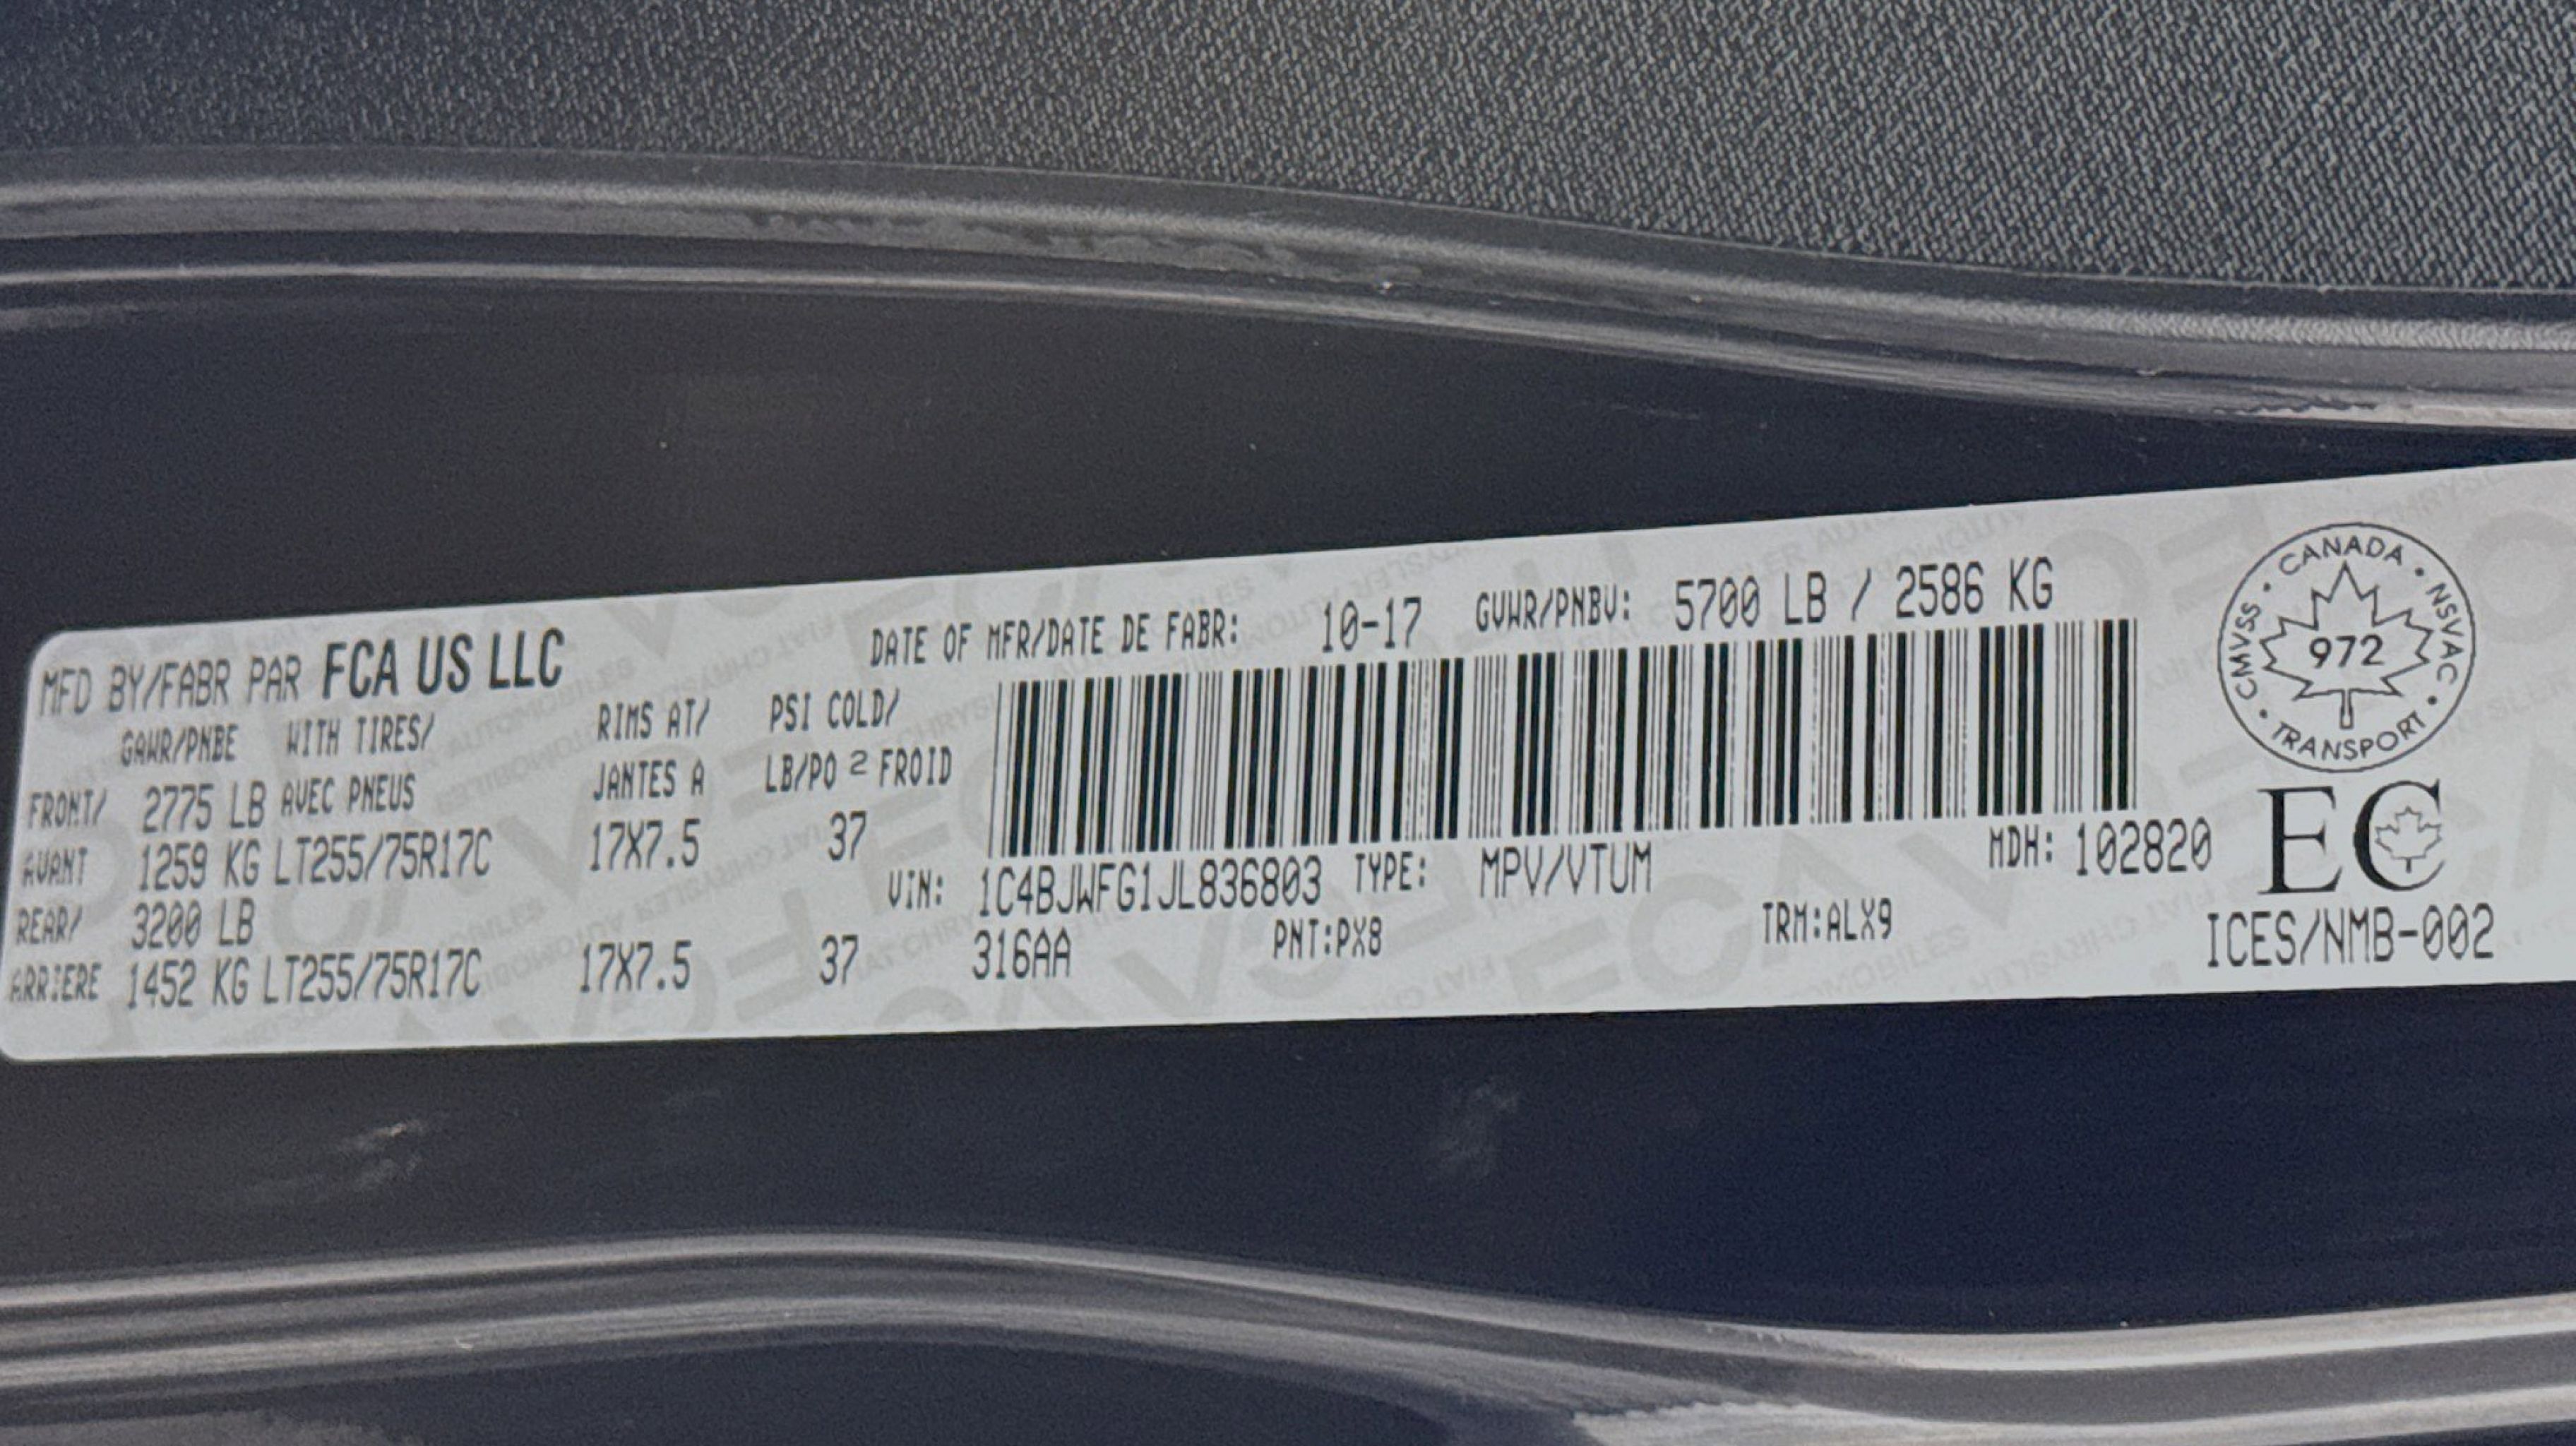 MFD BY/FABR PAR FCA US LLC
DATE OF MFR/DATE DE FABR: 10-17 GVWR/PNBV: 5700 LB / 2586 KG
GAWR/PNBE WITH TIRES/ RIMS AT/ PSI COLD/
AVEC PNEUS JANTES A LB/PO 2 FROID
FRONT/ 2775 LB
AVANT 1259 KG LT255/75R17C 17X7.5 37
REAR/ 3200 LB
ARRIERE 1452 KG LT255/75R17C 17X7.5 37
VIN: 1C4BJWFG1JL836803 TYPE: MPV/VTUM MDH: 102820
316AA PNT:PX8 TRM:ALX9
CANADA • NSVAC • TRANSPORT • CMVSS •
972
EC
ICES/NMB-002